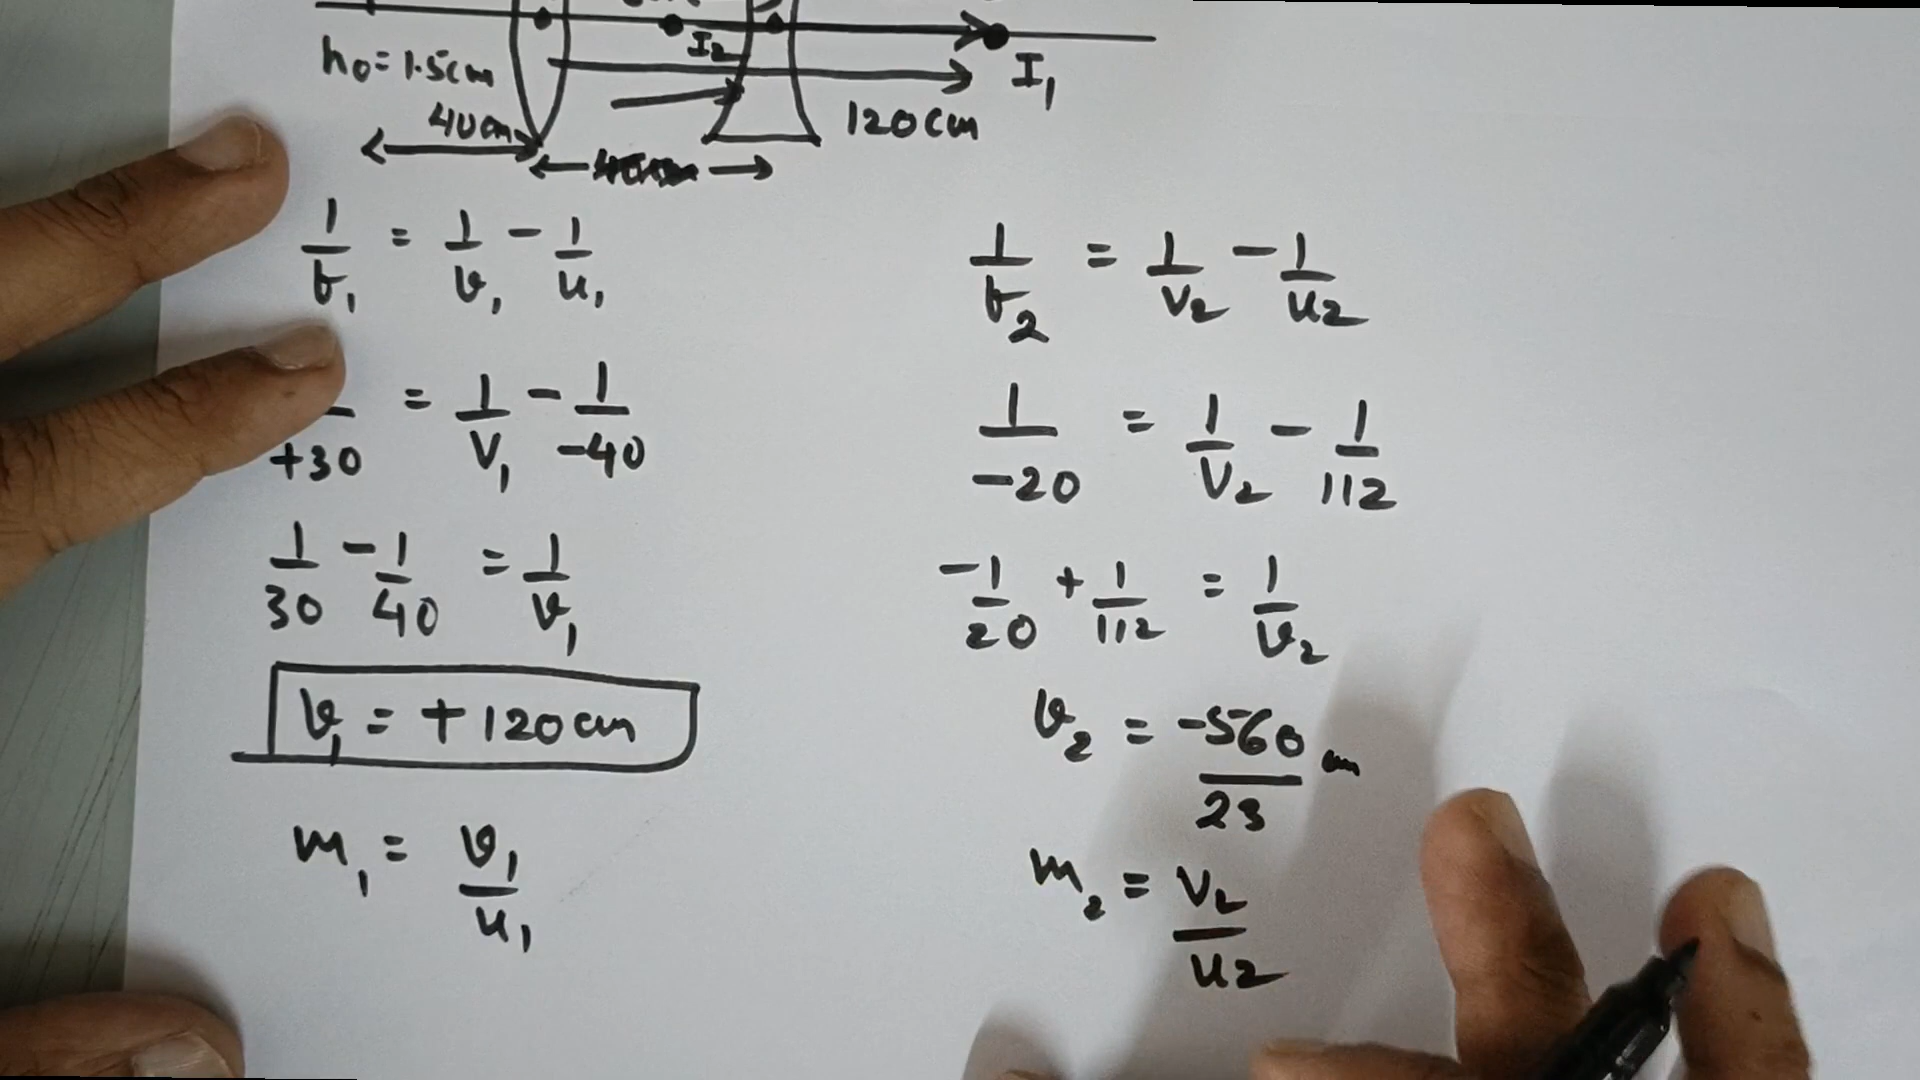 I2
h0 = 1.5cm
I1
40cm
120cm
1/f1 = 1/v1 - 1/u1
+30 = 1/V1 - 1/-40
1/30 - 1/40 = 1/v1
v1 = +120cm
m1 = v1/u1
1/f2 = 1/V2 - 1/u2
1/-20 = 1/V2 - 1/112
-1/20 + 1/112 = 1/v2
v2 = -560/23 cm
m2 = V2/u2